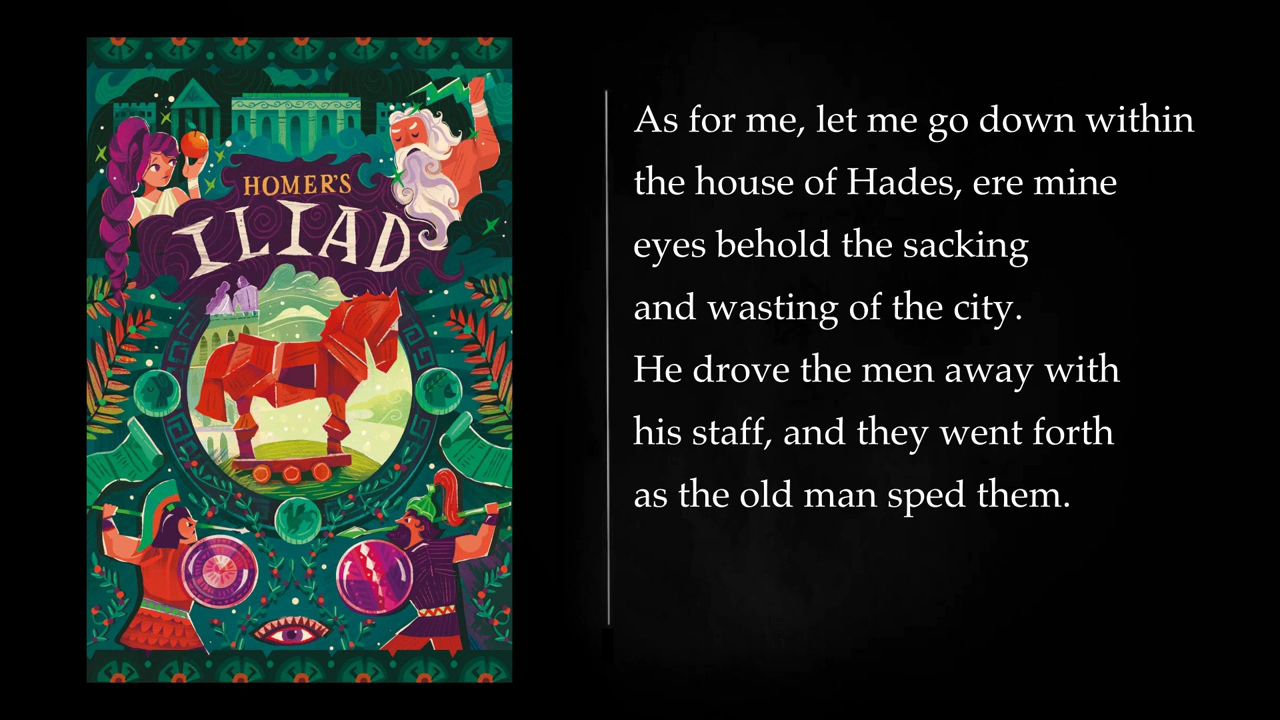 HOMER'S
ILIAD
As for me, let me go down within
the house of Hades, ere mine
eyes behold the sacking
and wasting of the city.
He drove the men away with
his staff, and they went forth
as the old man sped them.